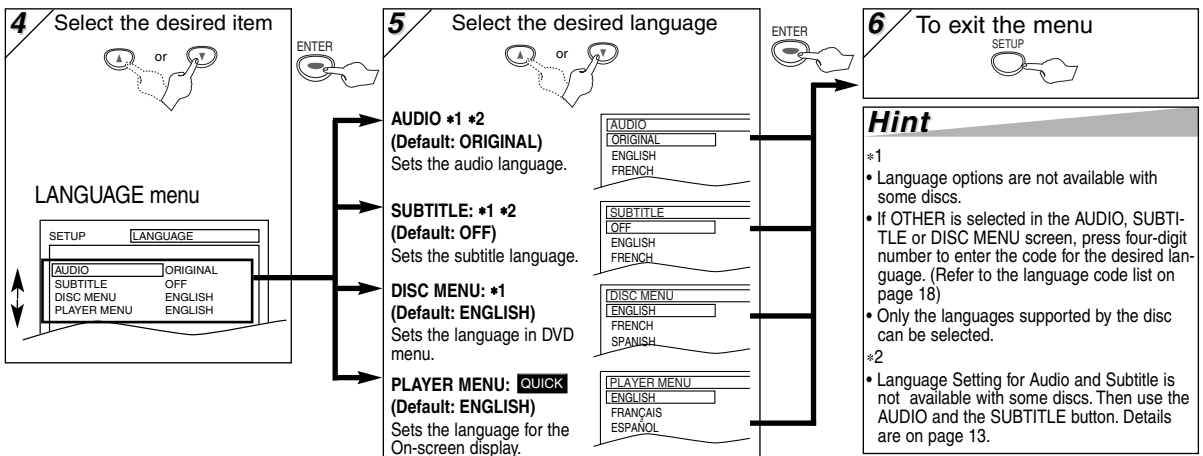 4 Select the desired item
or
LANGUAGE menu
SETUP LANGUAGE
AUDIO ORIGINAL
SUBTITLE OFF
DISC MENU ENGLISH
PLAYER MENU ENGLISH
ENTER
5 Select the desired language
or
AUDIO *1 *2
(Default: ORIGINAL)
Sets the audio language.
AUDIO
ORIGINAL
ENGLISH
FRENCH
SUBTITLE: *1 *2
(Default: OFF)
Sets the subtitle language.
SUBTITLE
OFF
ENGLISH
FRENCH
DISC MENU: *1
(Default: ENGLISH)
Sets the language in DVD
menu.
DISC MENU
ENGLISH
FRENCH
SPANISH
PLAYER MENU: QUICK
(Default: ENGLISH)
Sets the language for the
On-screen display.
PLAYER MENU
ENGLISH
FRANÇAIS
ESPAÑOL
ENTER
6 To exit the menu
SETUP
Hint
*1
• Language options are not available with
some discs.
• If OTHER is selected in the AUDIO, SUBTI-
TLE or DISC MENU screen, press four-digit
number to enter the code for the desired lan-
guage. (Refer to the language code list on
page 18)
• Only the languages supported by the disc
can be selected.
*2
• Language Setting for Audio and Subtitle is
not available with some discs. Then use the
AUDIO and the SUBTITLE button. Details
are on page 13.